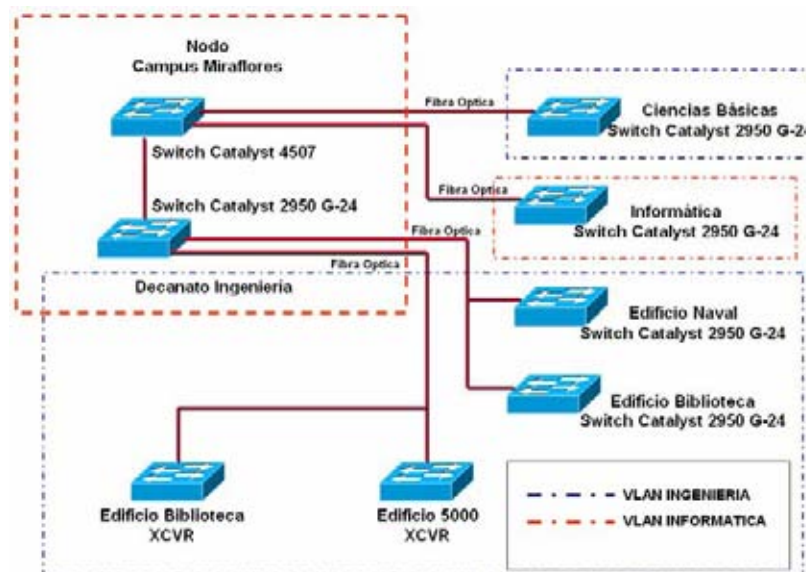 Nodo
Campus Miraflores
Fibra Optica
Ciencias Básicas
Switch Catalyst 2950 G-24
Switch Catalyst 4507
Fibra Optica
Informática
Switch Catalyst 2950 G-24
Switch Catalyst 2950 G-24
Fibra Optica
Fibra Optica
Decanato Ingeniería
Edificio Naval
Switch Catalyst 2950 G-24
Edificio Biblioteca
Switch Catalyst 2950 G-24
Edificio Biblioteca
XCVR
Edificio 5000
XCVR
VLAN INGENIERIA
VLAN INFORMATICA